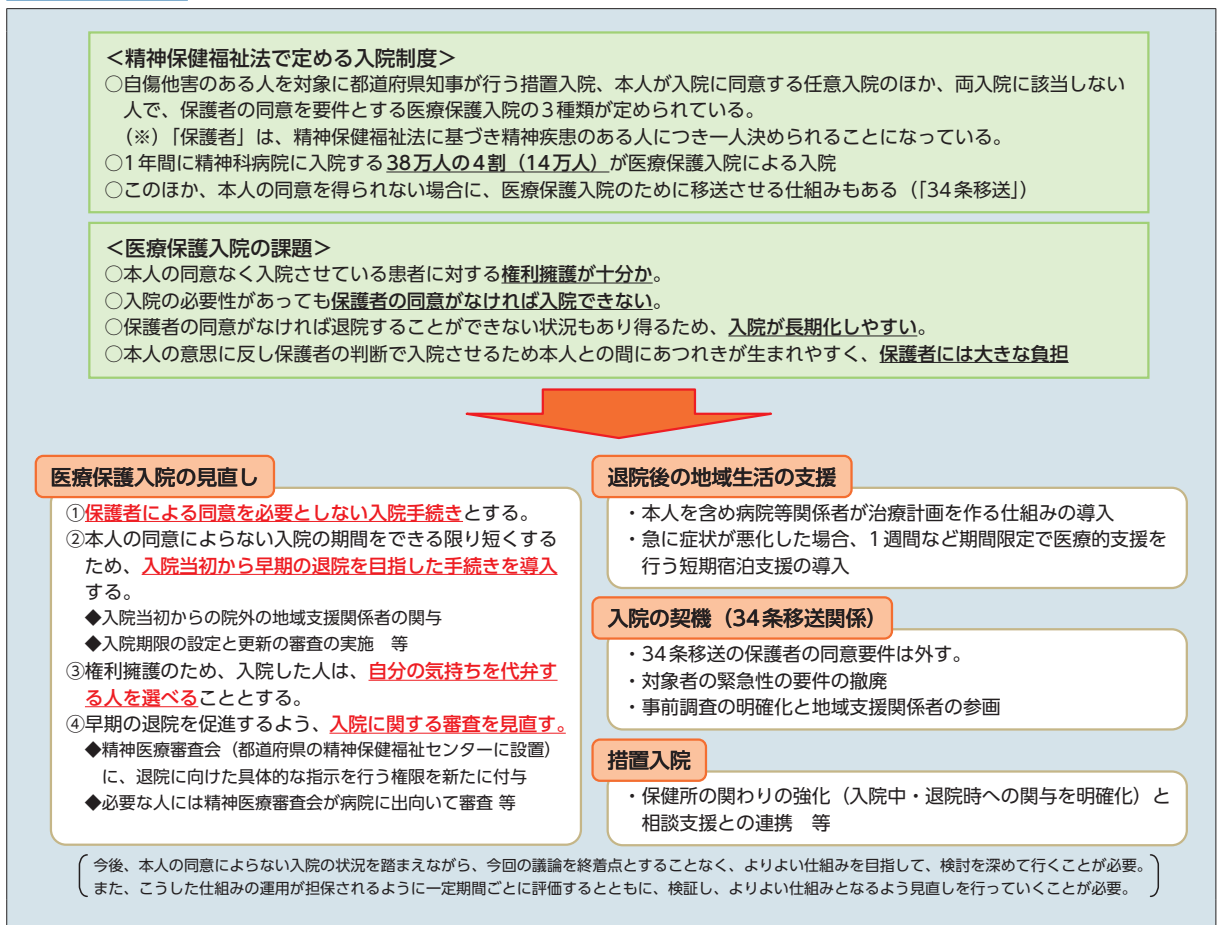 ＜精神保健福祉法で定める入院制度＞
○自傷他害のある人を対象に都道府県知事が行う措置入院、本人が入院に同意する任意入院のほか、両入院に該当しない
人で、保護者の同意を要件とする医療保護入院の３種類が定められている。
（※）「保護者」は、精神保健福祉法に基づき精神疾患のある人につき一人決められることになっている。
○1年間に精神科病院に入院する38万人の4割（14万人）が医療保護入院による入院
○このほか、本人の同意を得られない場合に、医療保護入院のために移送させる仕組みもある（「34条移送」）
＜医療保護入院の課題＞
○本人の同意なく入院させている患者に対する権利擁護が十分か。
○入院の必要性があっても保護者の同意がなければ入院できない。
○保護者の同意がなければ退院することができない状況もあり得るため、入院が長期化しやすい。
○本人の意思に反し保護者の判断で入院させるため本人との間にあつれきが生まれやすく、保護者には大きな負担
医療保護入院の見直し
①保護者による同意を必要としない入院手続きとする。
②本人の同意によらない入院の期間をできる限り短くする
ため、入院当初から早期の退院を目指した手続きを導入
する。
◆入院当初からの院外の地域支援関係者の関与
◆入院期限の設定と更新の審査の実施　等
③権利擁護のため、入院した人は、自分の気持ちを代弁す
る人を選べることとする。
④早期の退院を促進するよう、入院に関する審査を見直す。
◆精神医療審査会（都道府県の精神保健福祉センターに設置）
に、退院に向けた具体的な指示を行う権限を新たに付与
◆必要な人には精神医療審査会が病院に出向いて審査 等
退院後の地域生活の支援
・本人を含め病院等関係者が治療計画を作る仕組みの導入
・急に症状が悪化した場合、1週間など期間限定で医療的支援を
行う短期宿泊支援の導入
入院の契機（34条移送関係）
・34条移送の保護者の同意要件は外す。
・対象者の緊急性の要件の撤廃
・事前調査の明確化と地域支援関係者の参画
措置入院
・保健所の関わりの強化（入院中・退院時への関与を明確化）と
相談支援との連携　等
今後、本人の同意によらない入院の状況を踏まえながら、今回の議論を終着点とすることなく、よりよい仕組みを目指して、検討を深めて行くことが必要。
また、こうした仕組みの運用が担保されるように一定期間ごとに評価するとともに、検証し、よりよい仕組みとなるよう見直しを行っていくことが必要。